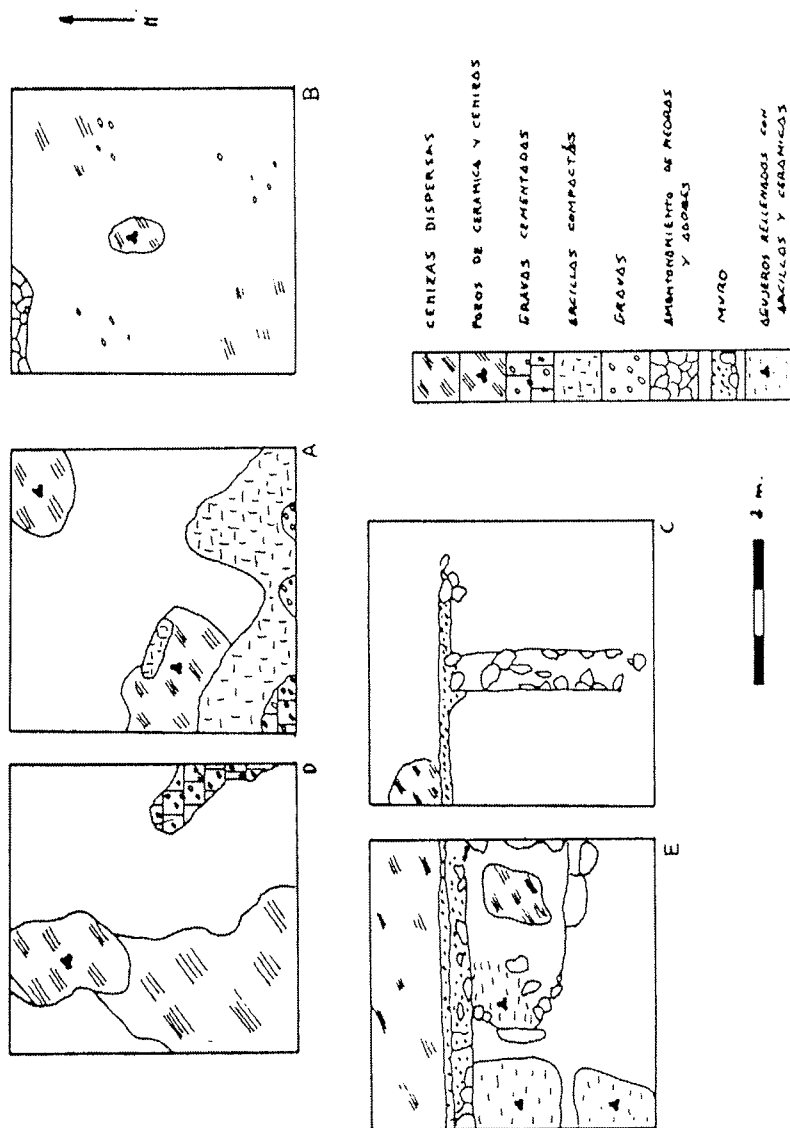 N
B
A
D
C
E
CENIZAS DISPERSAS
POZOS DE CERAMICA Y CENIZAS
GRAVAS CEMENTADAS
ARCILLAS COMPACTAS
GRAVAS
AMONTONAMIENTO DE PIEDRAS
Y ADOBES
MURO
AGUJEROS RELLENADOS CON
ARCILLAS Y CERAMICAS
2 m.